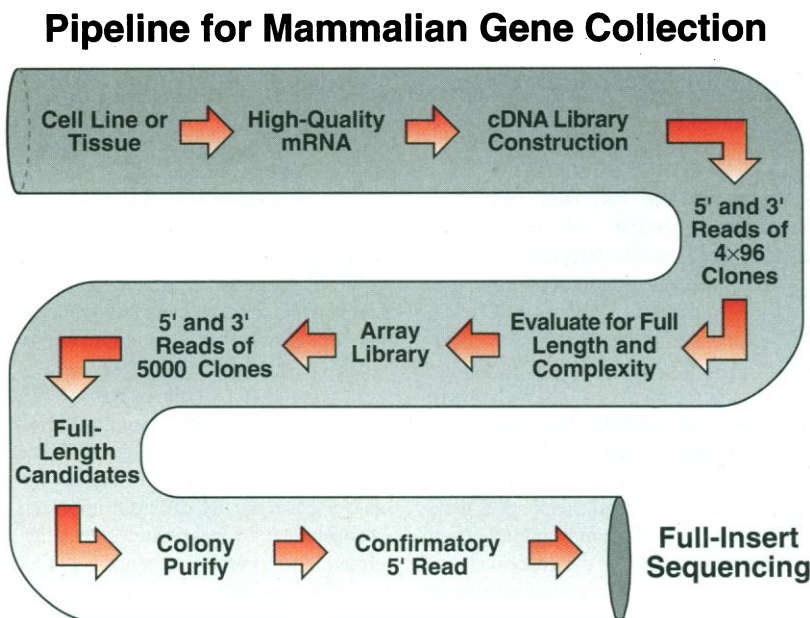 Pipeline for Mammalian Gene Collection
Cell Line or
Tissue
High-Quality
mRNA
cDNA Library
Construction
5' and 3'
Reads of
4×96
Clones
Evaluate for Full
Length and
Complexity
Array
Library
5' and 3'
Reads of
5000 Clones
Full-
Length
Candidates
Colony
Purify
Confirmatory
5' Read
Full-Insert
Sequencing